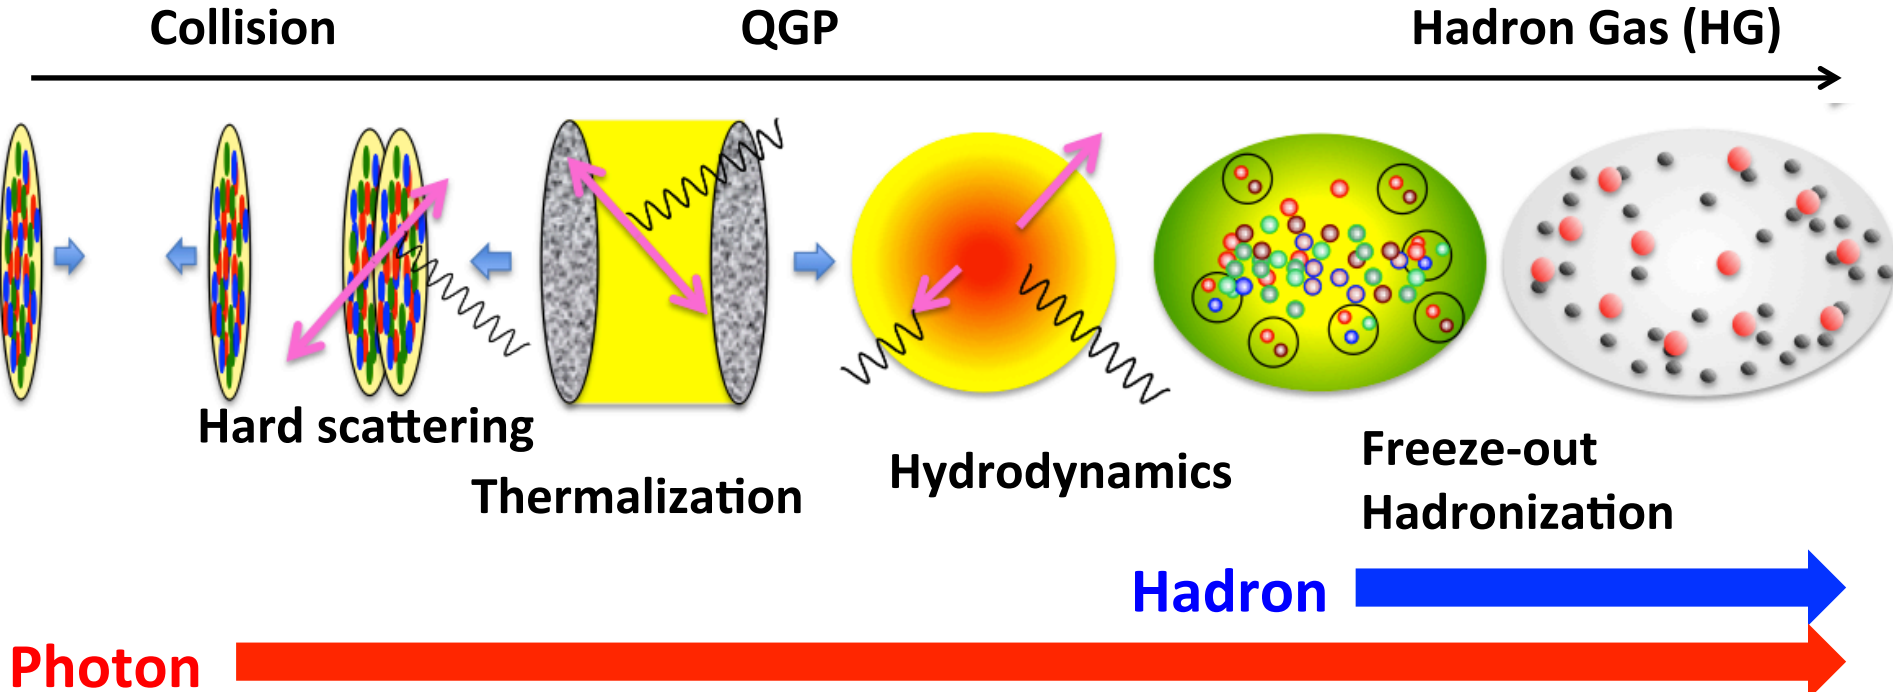 Collision
QGP
Hadron Gas (HG)
Hard scattering
Thermalization
Hydrodynamics
Freeze-out
Hadronization
Hadron
Photon